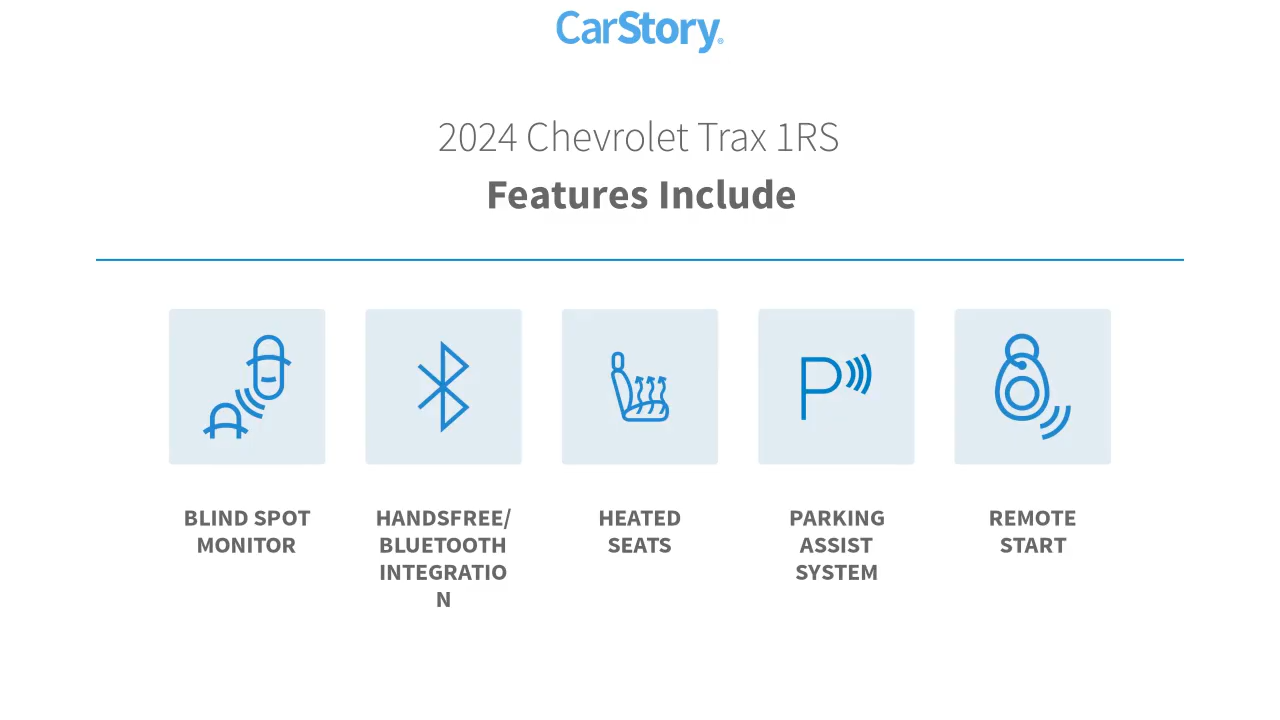 CarStory®
2024 Chevrolet Trax 1RS
Features Include
BLIND SPOT
MONITOR
HANDSFREE/
BLUETOOTH
INTEGRATIO
N
HEATED
SEATS
PARKING
ASSIST
SYSTEM
REMOTE
START